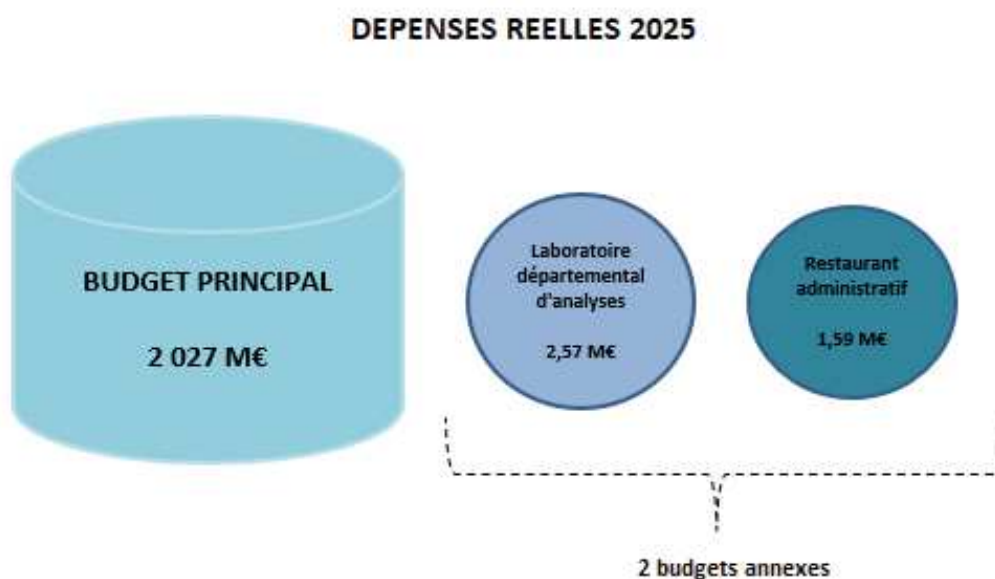 DEPENSES REELLES 2025
BUDGET PRINCIPAL
2 027 M€
Laboratoire
départemental
d'analyses
2,57 M€
Restaurant
administratif
1,59 M€
2 budgets annexes